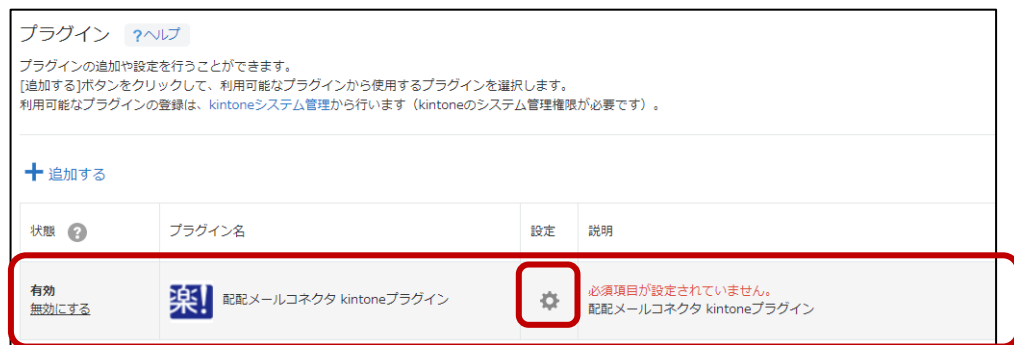 プラグイン ?ヘルプ
プラグインの追加や設定を行うことができます。
[追加する]ボタンをクリックして、利用可能なプラグインから使用するプラグインを選択します。
利用可能なプラグインの登録は、kintoneシステム管理から行います（kintoneのシステム管理権限が必要です）。
+ 追加する
状態 ? プラグイン名 設定 説明
有効
無効にする
楽! 配配メールコネクタ kintoneプラグイン
必須項目が設定されていません。
配配メールコネクタ kintoneプラグイン